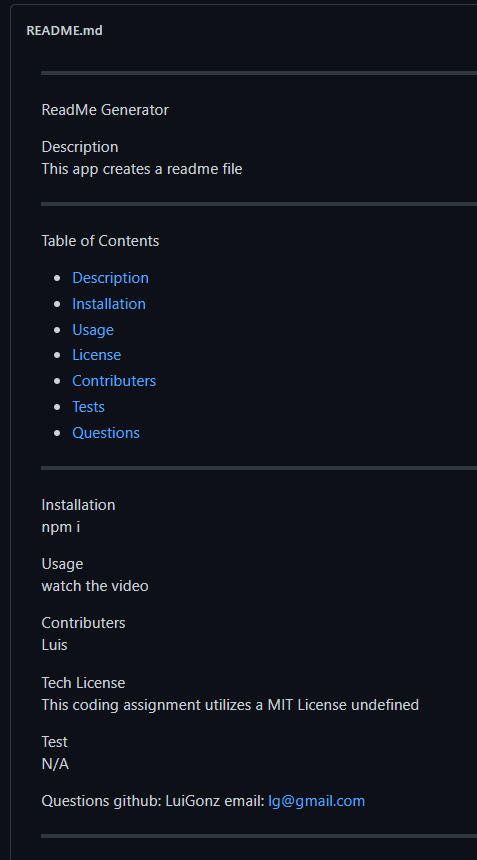 README.md
ReadMe Generator
Description
This app creates a readme file
Table of Contents
Description
Installation
Usage
License
Contributers
Tests
Questions
Installation
npm i
Usage
watch the video
Contributers
Luis
Tech License
This coding assignment utilizes a MIT License undefined
Test
N/A
Questions github: LuiGonz email: lg@gmail.com